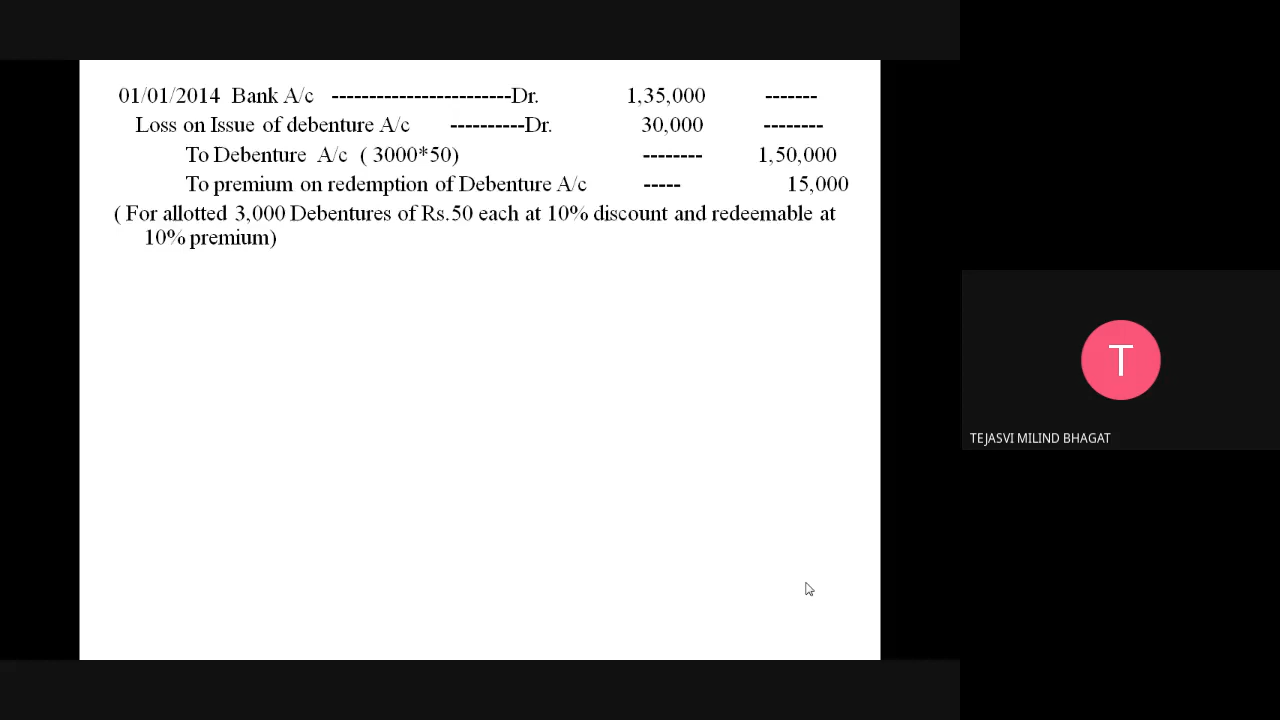 01/01/2014 Bank A/c ------------------------Dr. 1,35,000 -------
Loss on Issue of debenture A/c ----------Dr. 30,000 --------
To Debenture A/c ( 3000*50) -------- 1,50,000
To premium on redemption of Debenture A/c ----- 15,000
( For allotted 3,000 Debentures of Rs.50 each at 10% discount and redeemable at
10% premium)
T
TEJASVI MILIND BHAGAT